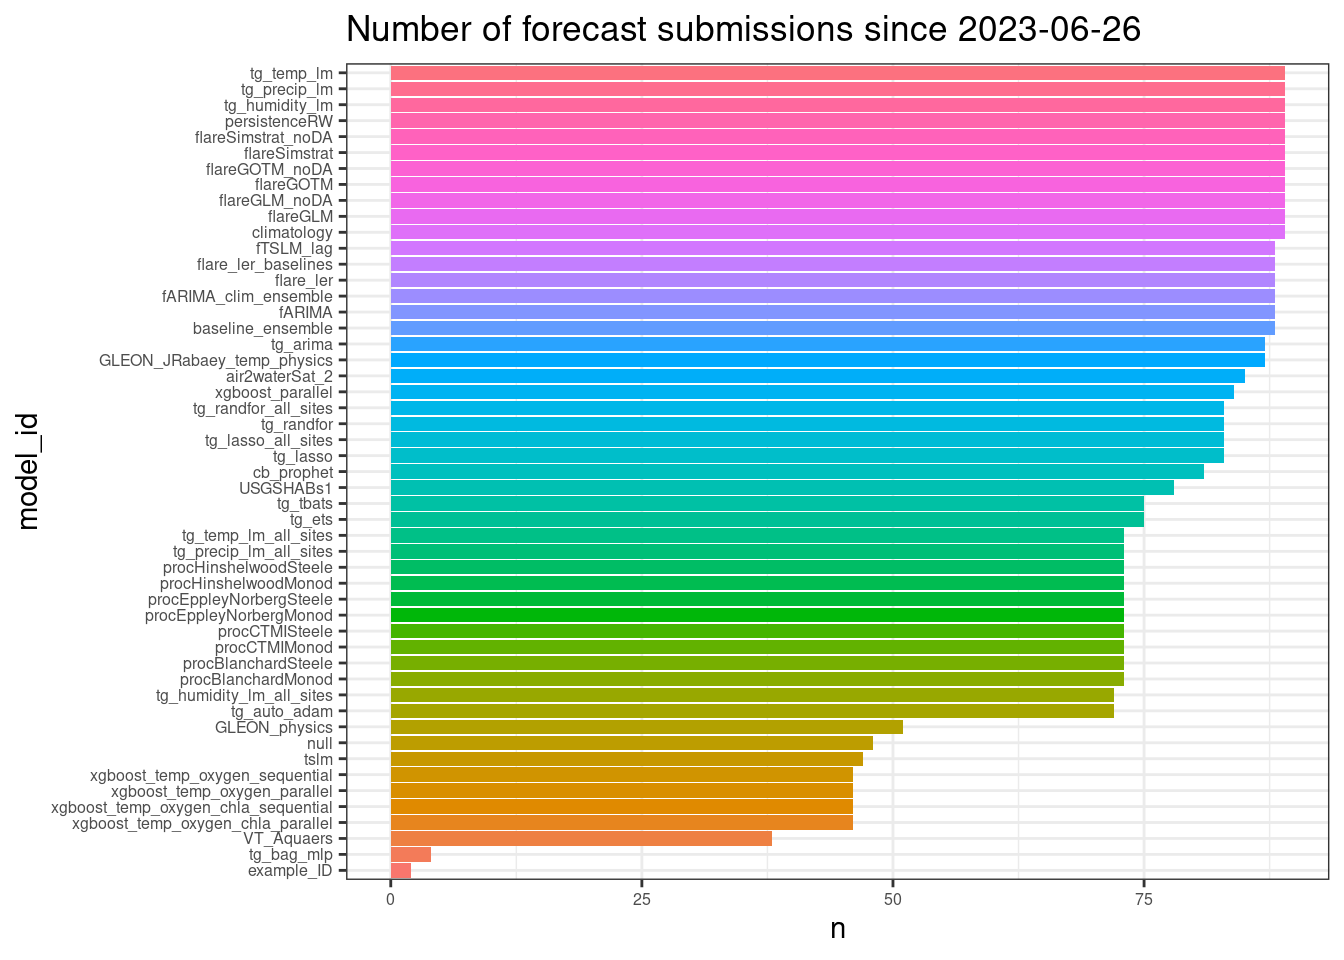 Number of forecast submissions since 2023-06-26
model_id
tg_temp_lm
tg_precip_lm
tg_humidity_lm
persistenceRW
flareSimstrat_noDA
flareSimstrat
flareGOTM_noDA
flareGOTM
flareGLM_noDA
flareGLM
climatology
fTSLM_lag
flare_ler_baselines
flare_ler
fARIMA_clim_ensemble
fARIMA
baseline_ensemble
tg_arima
GLEON_JRabaey_temp_physics
air2waterSat_2
xgboost_parallel
tg_randfor_all_sites
tg_randfor
tg_lasso_all_sites
tg_lasso
cb_prophet
USGSHABs1
tg_tbats
tg_ets
tg_temp_lm_all_sites
tg_precip_lm_all_sites
procHinshelwoodSteele
procHinshelwoodMonod
procEppleyNorbergSteele
procEppleyNorbergMonod
procCTMISteele
procCTMIMonod
procBlanchardSteele
procBlanchardMonod
tg_humidity_lm_all_sites
tg_auto_adam
GLEON_physics
null
tslm
xgboost_temp_oxygen_sequential
xgboost_temp_oxygen_parallel
xgboost_temp_oxygen_chla_sequential
xgboost_temp_oxygen_chla_parallel
VT_Aquaers
tg_bag_mlp
example_ID
0 25 50 75
n